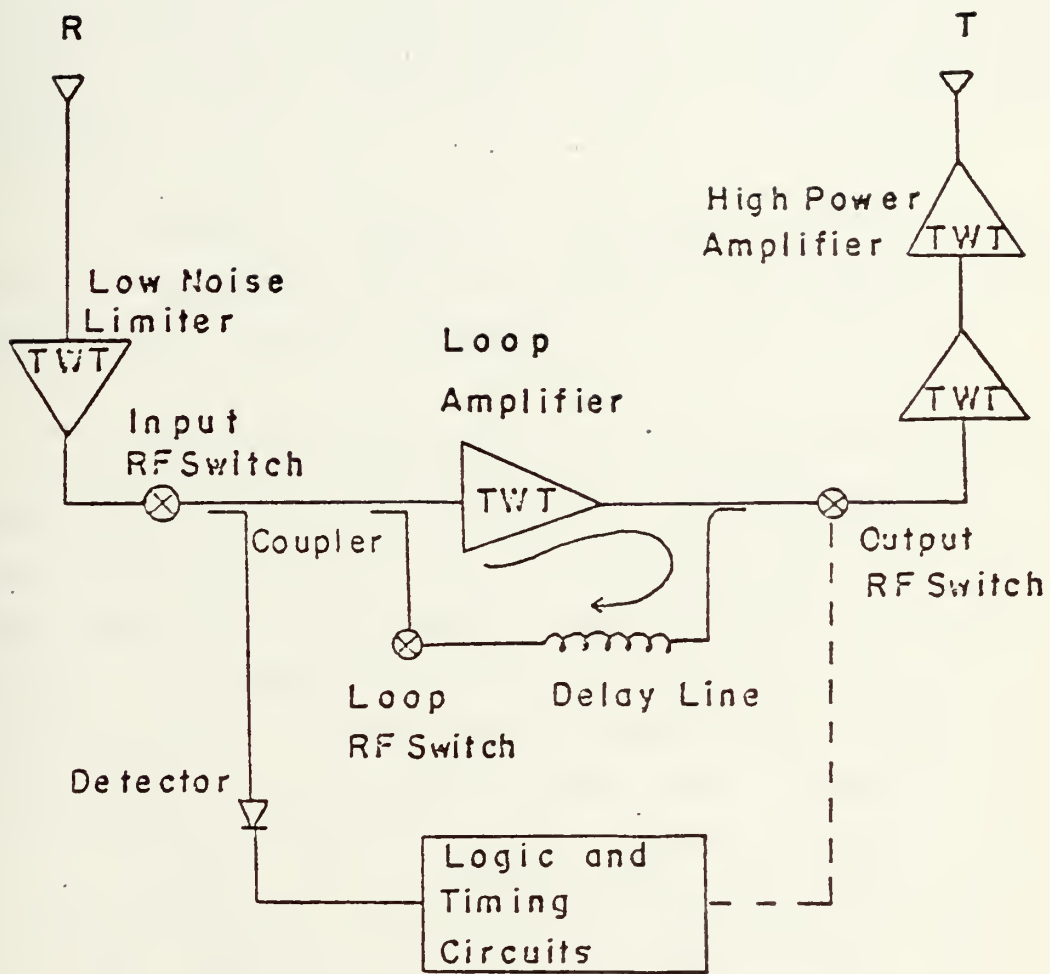 R
T
High Power
Amplifier
TWT
Low Noise
Limiter
TWT
Loop
Amplifier
TWT
Input
RF Switch
TWT
Coupler
Output
RF Switch
Loop
RF Switch
Delay Line
Detector
Logic and
Timing
Circuits